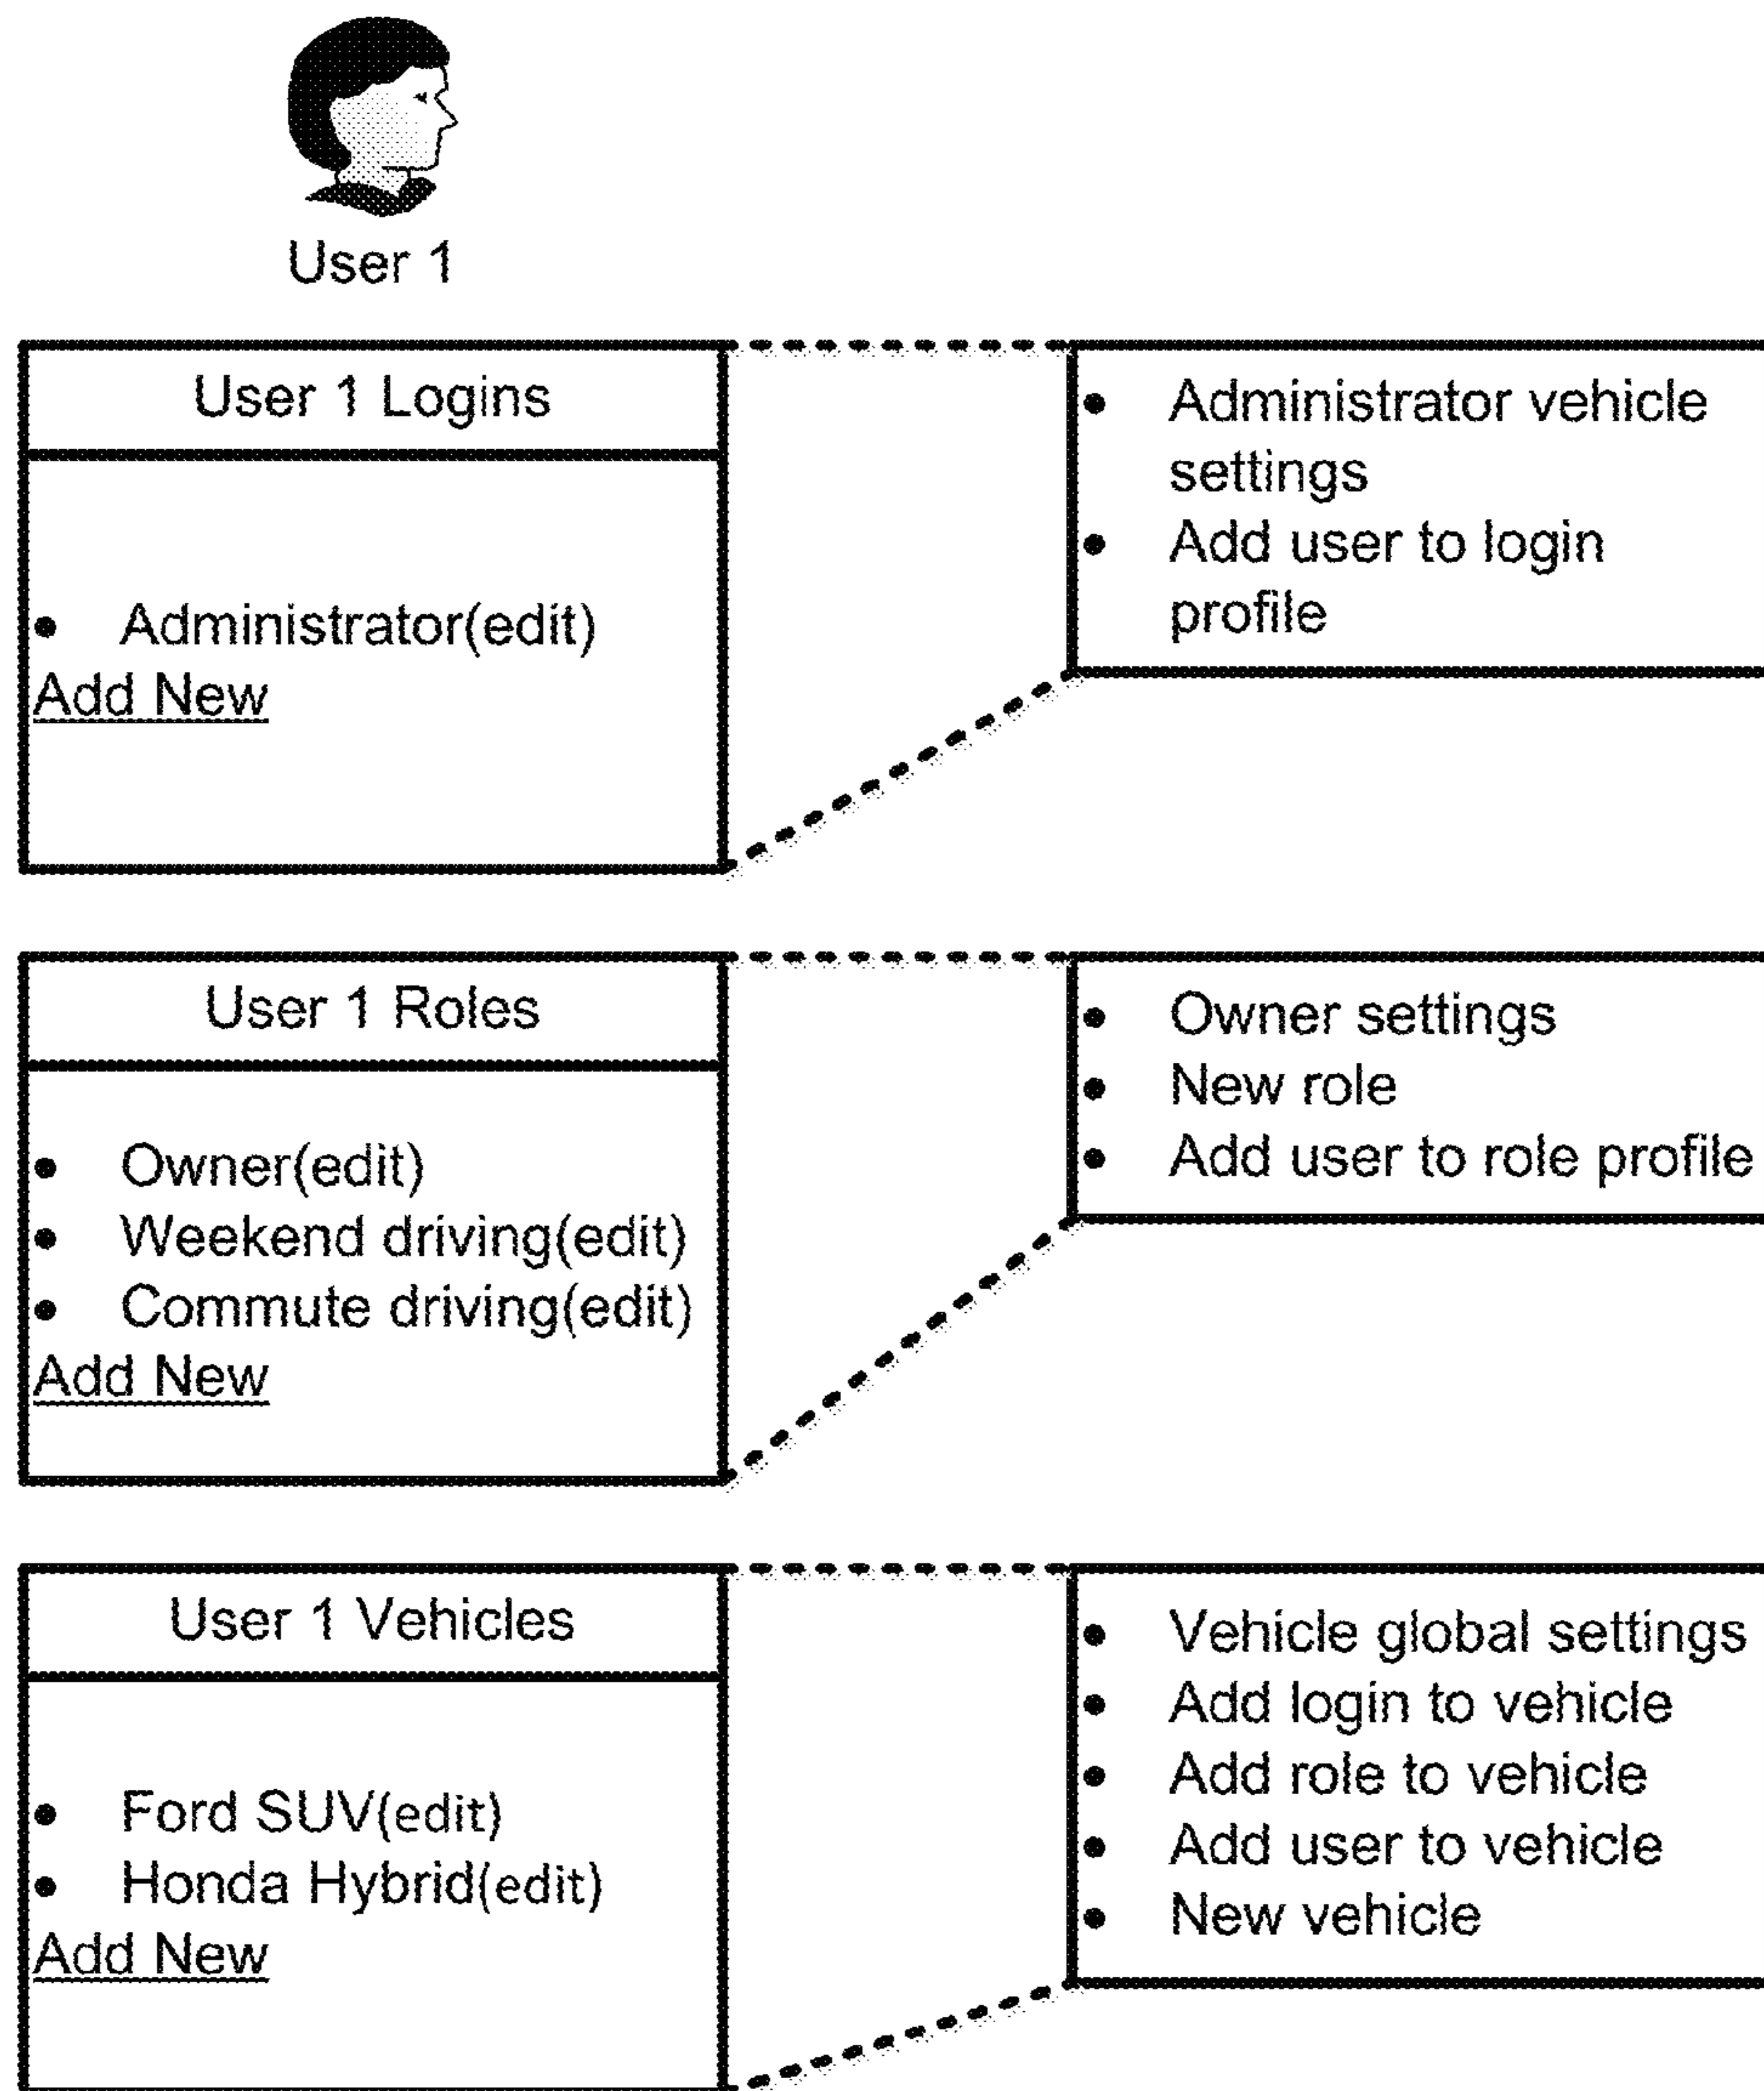 User 1
User 1 Logins
• Administrator(edit)
Add New
• Administrator vehicle
settings
• Add user to login
profile
User 1 Roles
• Owner(edit)
• Weekend driving(edit)
• Commute driving(edit)
Add New
• Owner settings
• New role
• Add user to role profile
User 1 Vehicles
• Ford SUV(edit)
• Honda Hybrid(edit)
Add New
• Vehicle global settings
• Add login to vehicle
• Add role to vehicle
• Add user to vehicle
• New vehicle